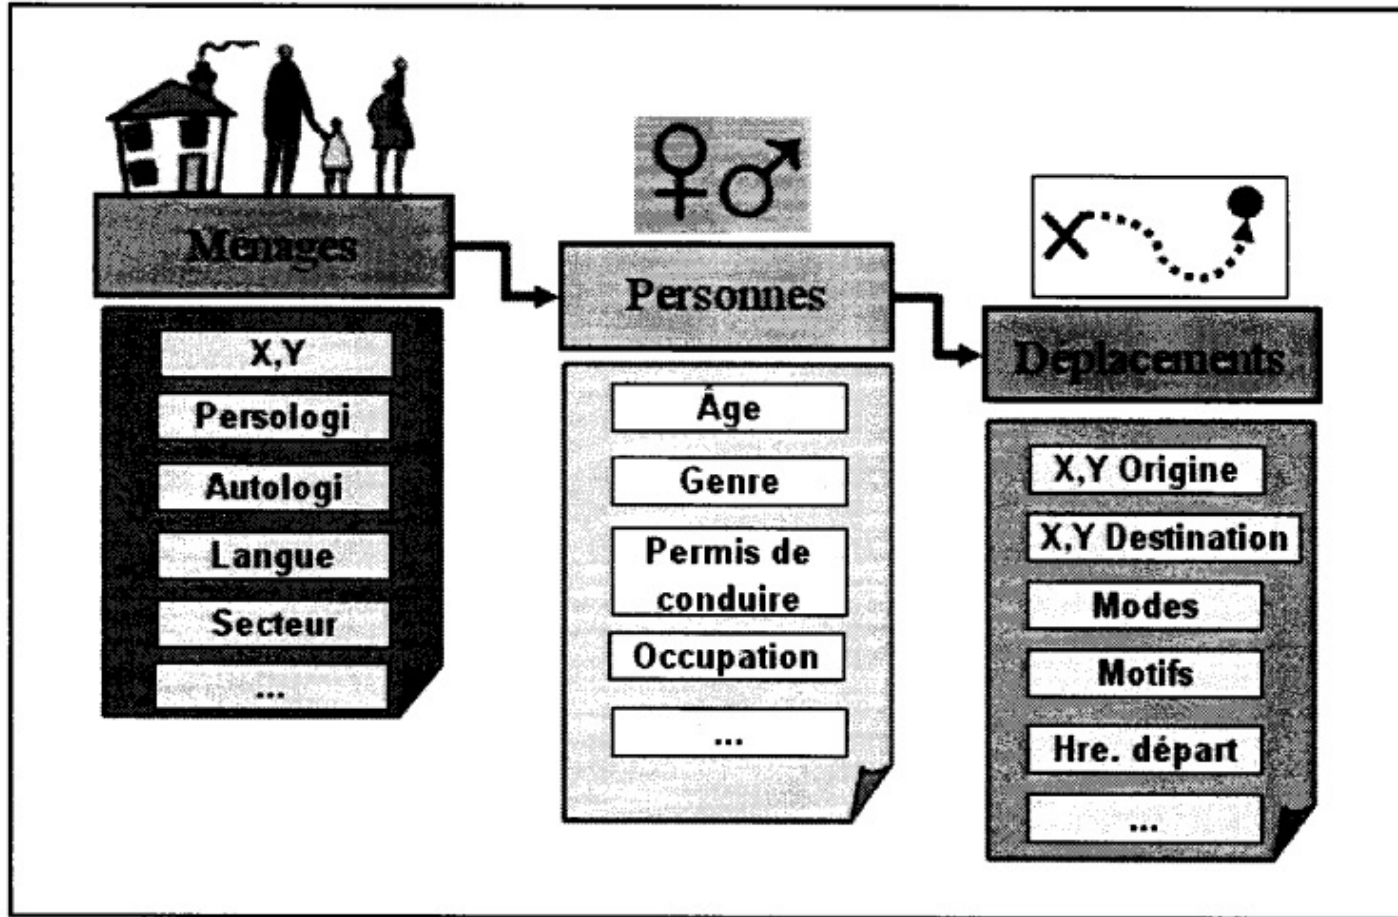 Ménages
X,Y
Persologi
Autologi
Langue
Secteur
...
Personnes
Âge
Genre
Permis de
conduire
Occupation
...
Déplacements
X,Y Origine
X,Y Destination
Modes
Motifs
Hre. départ
...